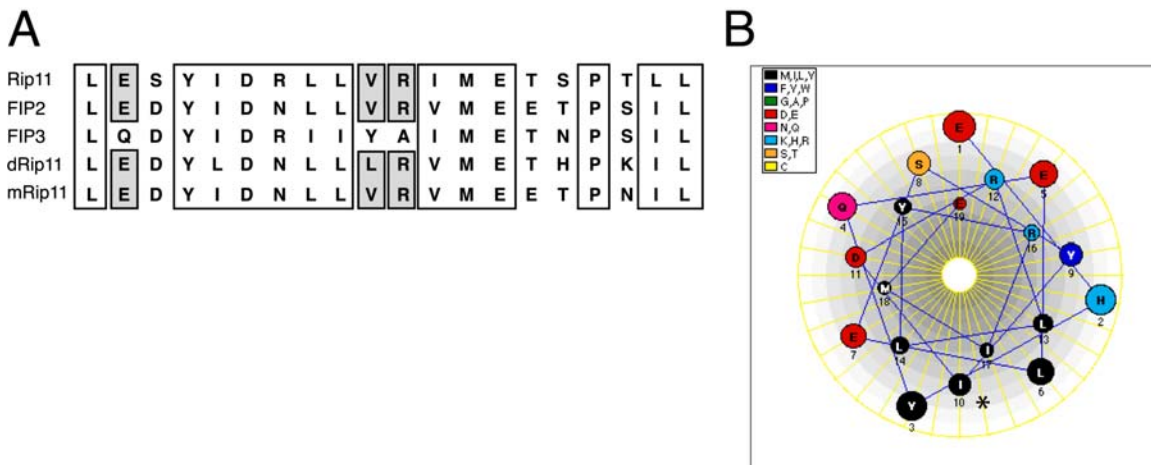 A
Rip11 L E S Y I D R L L V R I M E T S P T L L
FIP2 L E D Y I D N L L V R V M E E T P S I L
FIP3 L Q D Y I D R I I Y A I M E T N P S I L
dRip11 L E D Y L D N L L L R V M E T H P K I L
mRip11 L E D Y I D N L L V R V M E E T P N I L
B
M,I,L,V
F,Y,W
G,A,P
D,E
N,Q
K,H,R
S,T
C
E
1
S
8
R
12
E
5
Q
4
V
15
E
19
R
16
D
11
Y
9
M
18
H
2
E
7
L
13
L
14
I
17
L
6
I
10
*
V
3